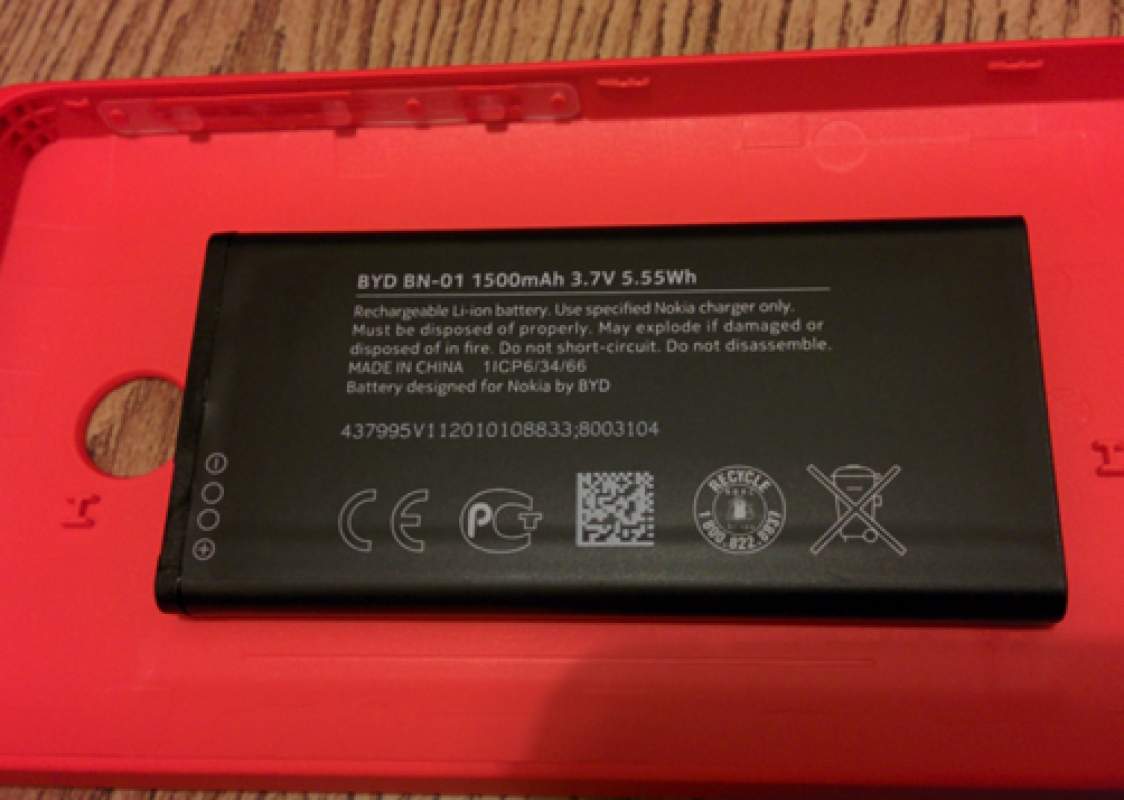 BYD BN-01 1500mAh 3.7V 5.55Wh
Rechargeable Li-ion battery. Use specified Nokia charger only.
Must be disposed of properly. May explode if damaged or
disposed of in fire. Do not short-circuit. Do not disassemble.
MADE IN CHINA 1ICP6/34/66
Battery designed for Nokia by BYD
437995V112010108833;8003104
CE
PCT
RECYCLE
1.800.822.8837